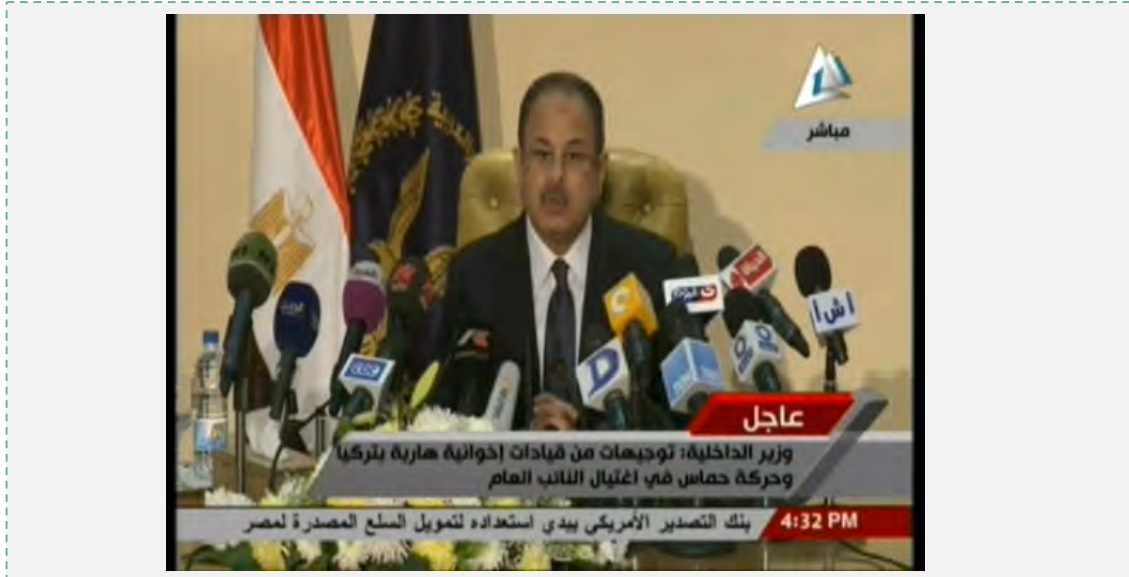 مباشر
أ ش أ
عاجل
وزير الداخلية: توجيهات من قيادات إخوانية هاربة بتركيا
وحركة حماس في اغتيال النائب العام
4:32 PM
بنك التصدير الأمريكى يبدي استعداده لتمويل السلع المصدرة لمصر